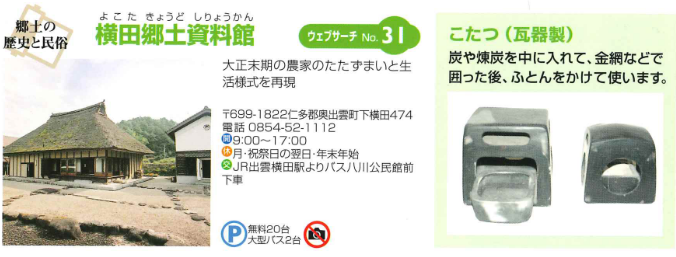 郷土の
歴史と民俗
よこた きょうど しりょうかん
横田郷土資料館
ウェブサーチ No.31
大正末期の農家のたたずまいと生
活様式を再現
〒699-1822仁多郡奥出雲町下横田474
電話 0854-52-1112
開9:00〜17:00
休月・祝祭日の翌日・年末年始
交JR出雲横田駅よりバス八川公民館前
下車
P 無料20台
大型バス2台
こたつ（瓦器製）
炭や煉炭を中に入れて、金網などで
囲った後、ふとんをかけて使います。